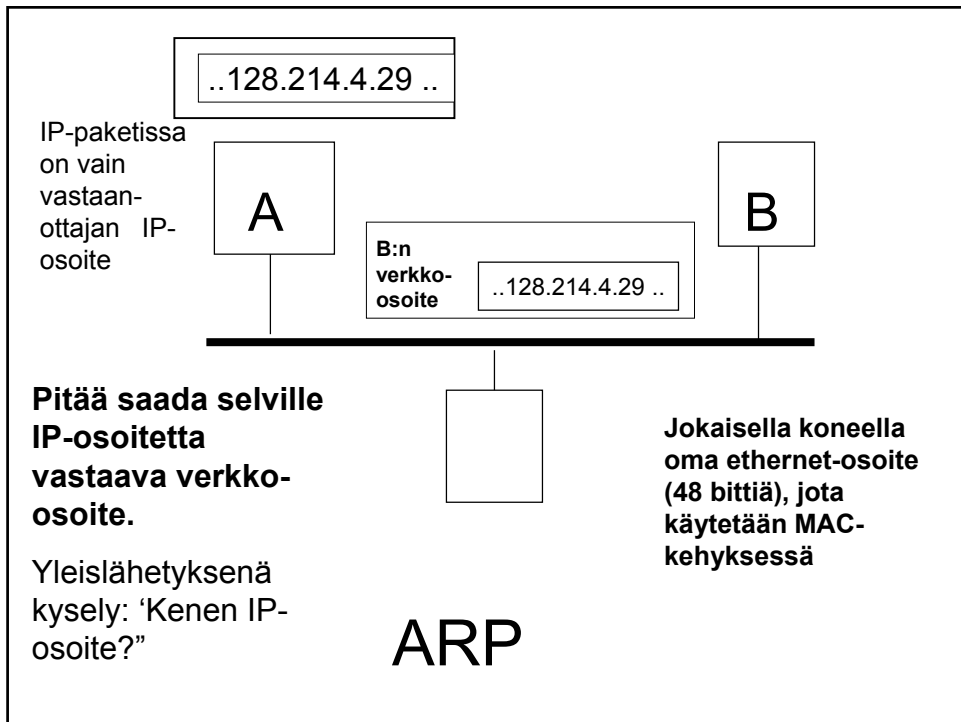 ..128.214.4.29 ..
IP-paketissa
on vain
vastaan-
ottajan IP-
osoite
A
B
B:n
verkko-
osoite
..128.214.4.29 ..
Pitää saada selville
IP-osoitetta
vastaava verkko-
osoite.
Jokaisella koneella
oma ethernet-osoite
(48 bittiä), jota
käytetään MAC-
kehyksessä
Yleislähetyksenä
kysely: ‘Kenen IP-
osoite?”
ARP